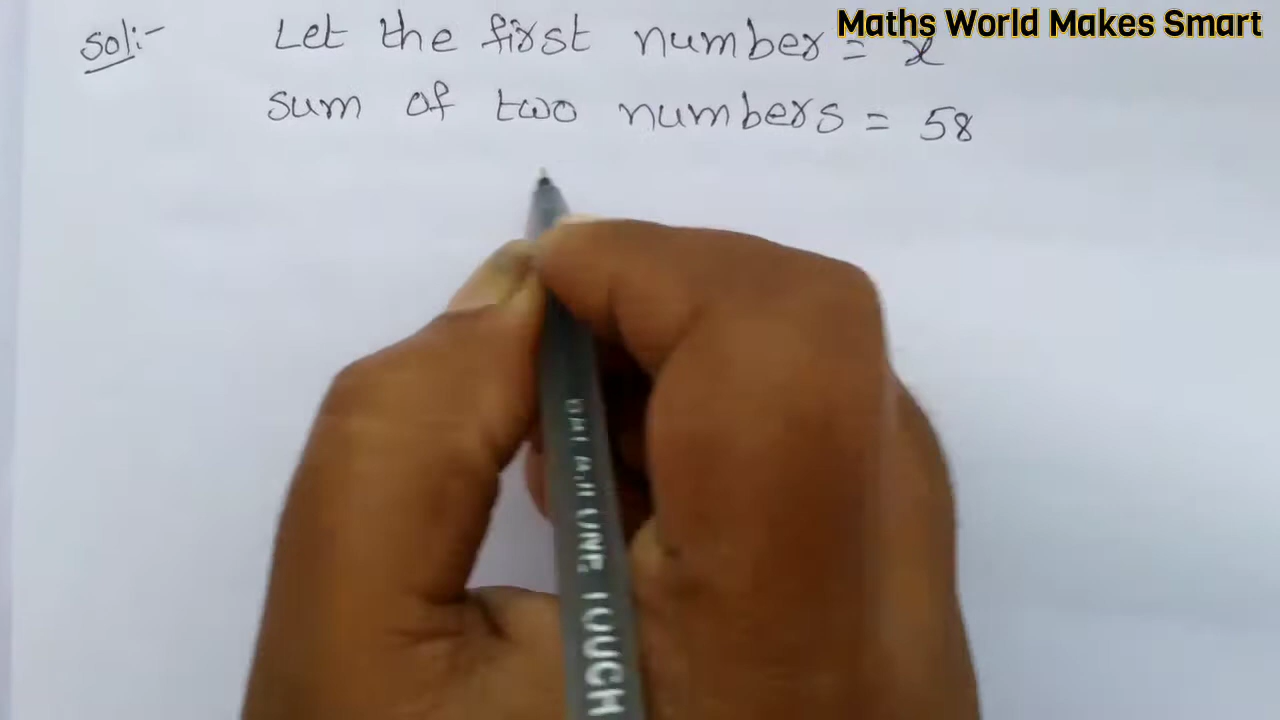 Maths World Makes Smart
Sol:- Let the first number = x
sum of two numbers = 58